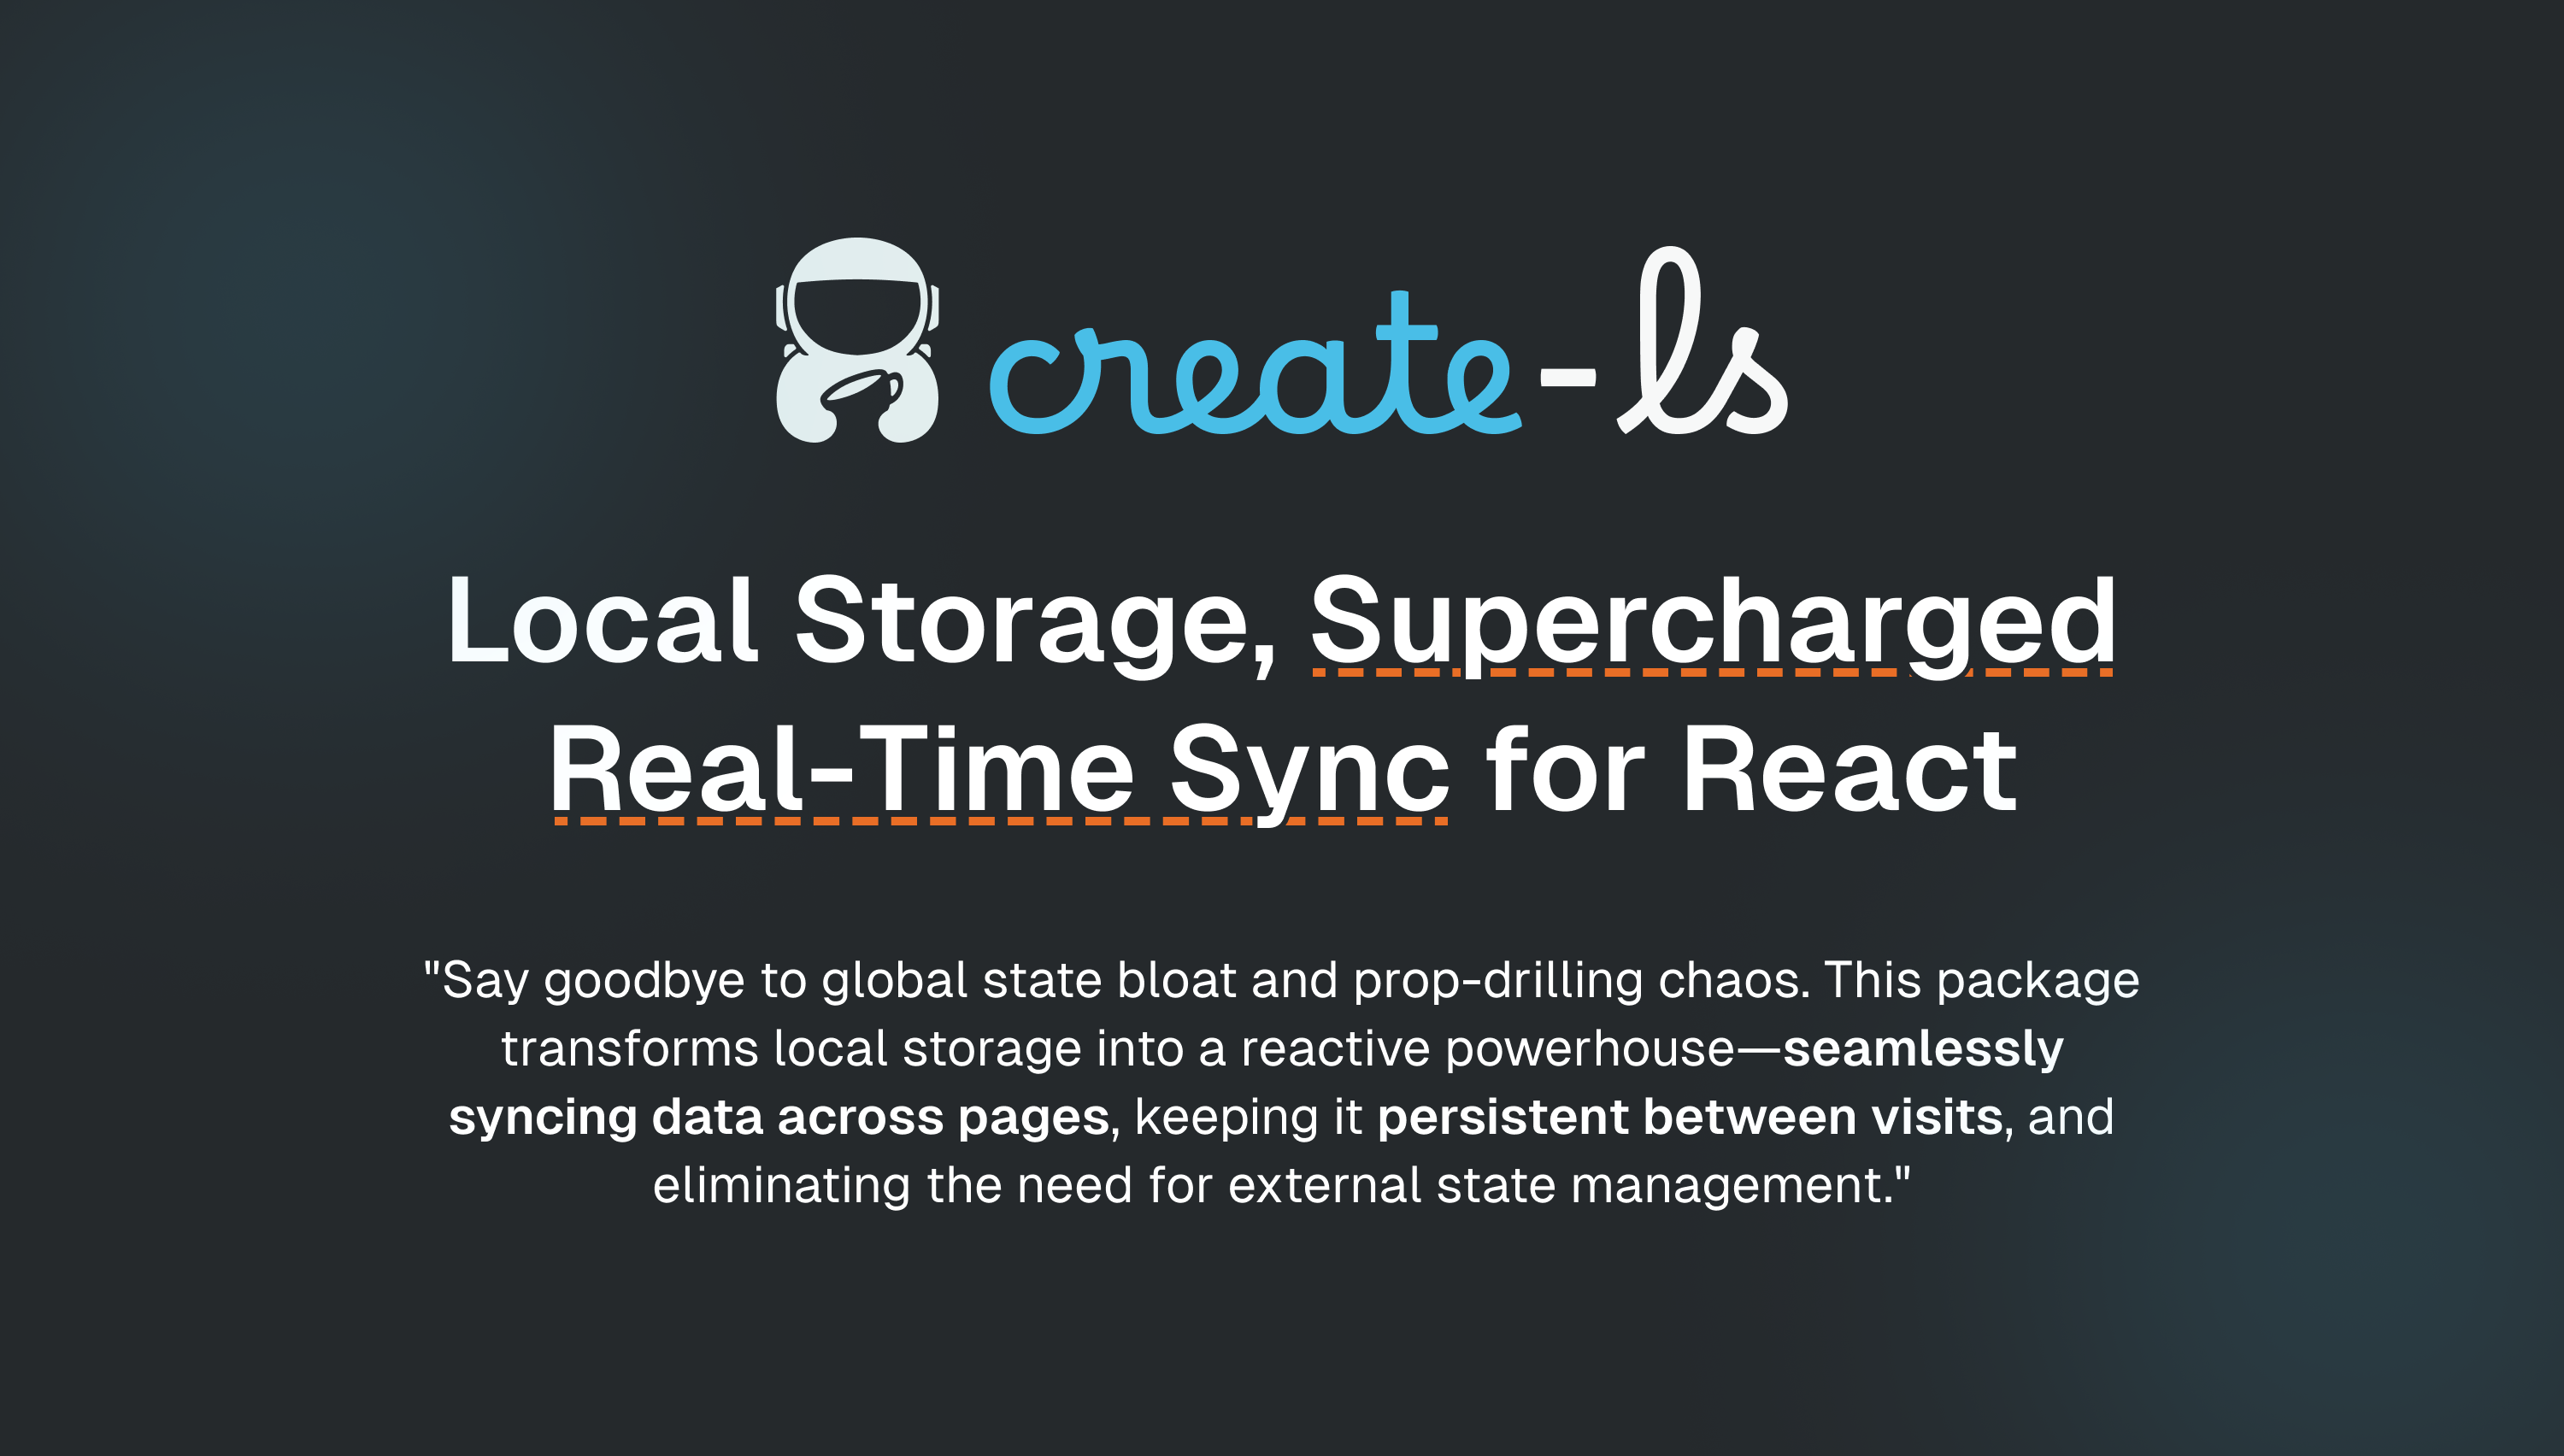 create-ls
Local Storage, Supercharged
Real-Time Sync for React
"Say goodbye to global state bloat and prop-drilling chaos. This package
transforms local storage into a reactive powerhouse—seamlessly
syncing data across pages, keeping it persistent between visits, and
eliminating the need for external state management."